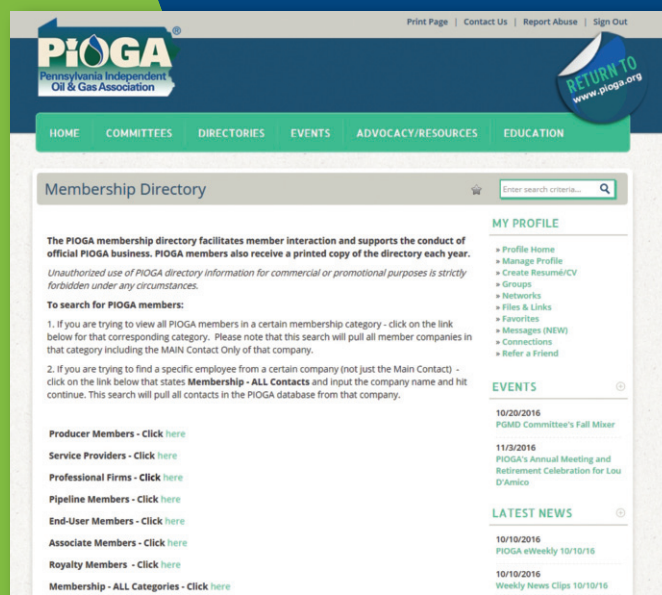 Print Page | Contact Us | Report Abuse | Sign Out
PIOGA®
Pennsylvania Independent
Oil & Gas Association
RETURN TO
www.pioga.org
HOME COMMITTEES DIRECTORIES EVENTS ADVOCACY/RESOURCES EDUCATION
Membership Directory
Enter search criteria...
The PIOGA membership directory facilitates member interaction and supports the conduct of
official PIOGA business. PIOGA members also receive a printed copy of the directory each year.
Unauthorized use of PIOGA directory information for commercial or promotional purposes is strictly
forbidden under any circumstances.
To search for PIOGA members:
1. If you are trying to view all PIOGA members in a certain membership category - click on the link
below for that corresponding category. Please note that this search will pull all member companies in
that category including the MAIN Contact Only of that company.
2. If you are trying to find a specific employee from a certain company (not just the Main Contact) -
click on the link below that states Membership - ALL Contacts and input the company name and hit
continue. This search will pull all contacts in the PIOGA database from that company.
Producer Members - Click here
Service Providers - Click here
Professional Firms - Click here
Pipeline Members - Click here
End-User Members - Click here
Associate Members - Click here
Royalty Members - Click here
Membership - ALL Categories - Click here
MY PROFILE
» Profile Home
» Manage Profile
» Create Resumé/CV
» Groups
» Networks
» Files & Links
» Favorites
» Messages (NEW)
» Connections
» Refer a Friend
EVENTS
10/20/2016
PGMD Committee's Fall Mixer
11/3/2016
PIOGA's Annual Meeting and
Retirement Celebration for Lou
D'Amico
LATEST NEWS
10/10/2016
PIOGA eWeekly 10/10/16
10/10/2016
Weekly News Clips 10/10/16